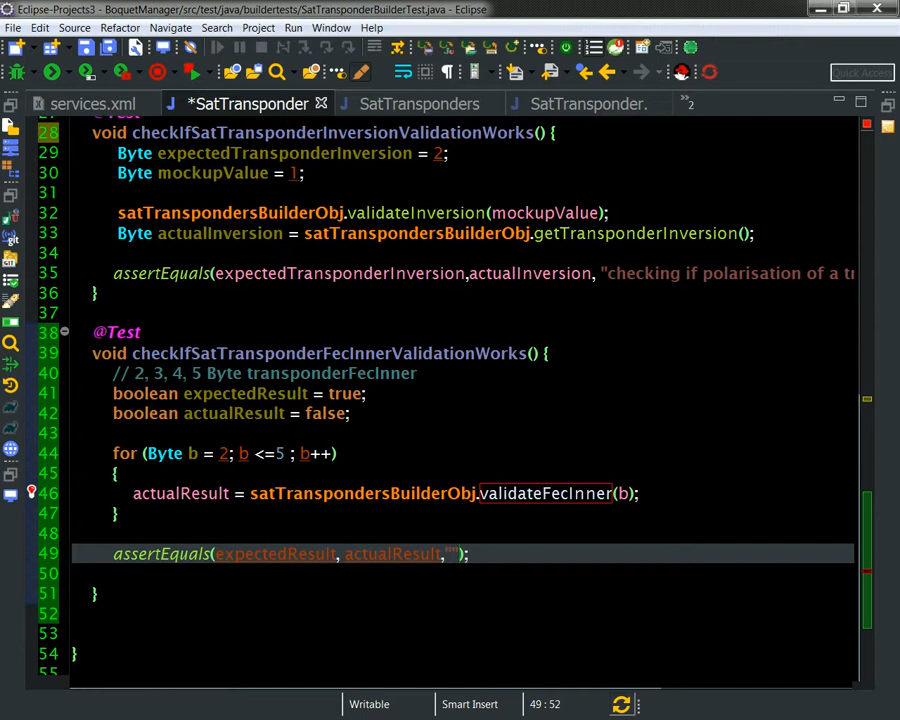 Eclipse-Projects3 - BoquetManager/src/test/java/buildertests/SatTransponderBuilderTest.java - Eclipse
File Edit Source Refactor Navigate Search Project Run Window Help
Quick Access
services.xml *SatTransponder SatTransponders SatTransponder. »2
@Test
28 void checkIfSatTransponderInversionValidationWorks() {
29 Byte expectedTransponderInversion = 2;
30 Byte mockupValue = 1;
31
32 satTranspondersBuilderObj.validateInversion(mockupValue);
33 Byte actualInversion = satTranspondersBuilderObj.getTransponderInversion();
35 assertEquals(expectedTransponderInversion,actualInversion, "checking if polarisation of a tr
36 }
37
38 @Test
39 void checkIfSatTransponderFecInnerValidationWorks() {
40 // 2, 3, 4, 5 Byte transponderFecInner
41 boolean expectedResult = true;
42 boolean actualResult = false;
43
44 for (Byte b = 2; b <=5 ; b++)
45 {
46 actualResult = satTranspondersBuilderObj.validateFecInner(b);
47 }
48
49 assertEquals(expectedResult, actualResult,"");
50
51 }
52
53
54 }
55
Writable Smart Insert 49 : 52